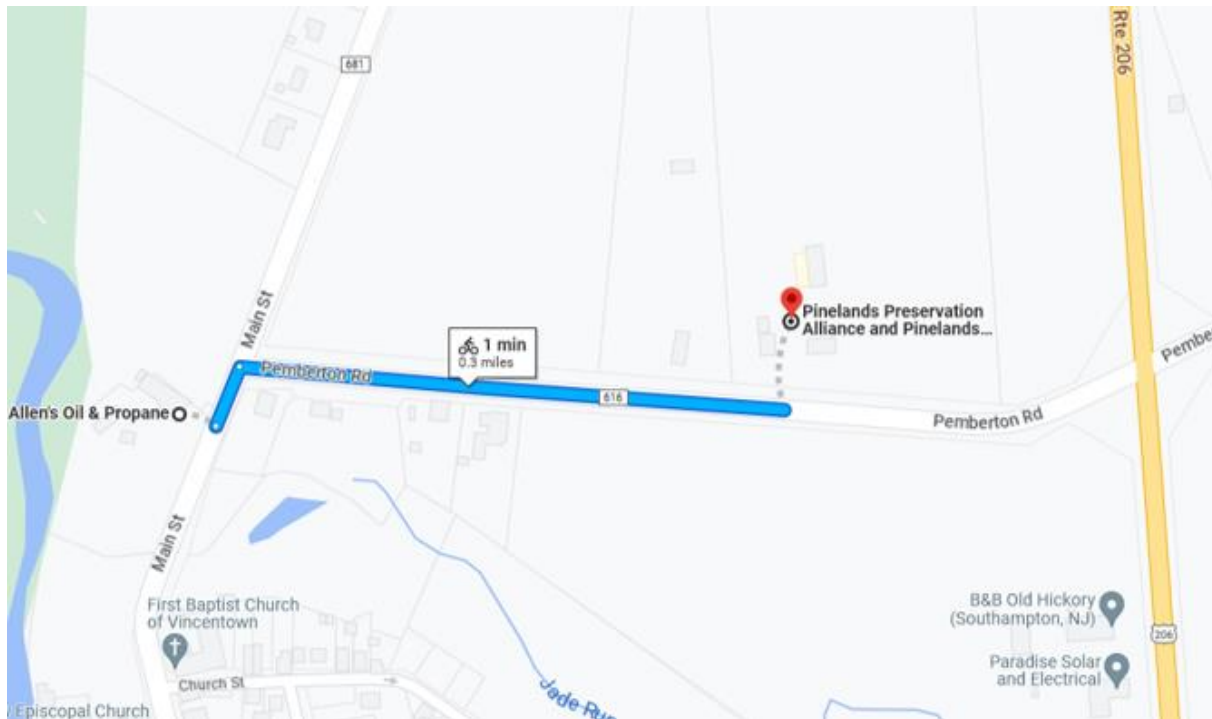 Rte 206
681
Main St
1 min
0.3 miles
Pemberton Rd
616
Pinelands Preservation
Alliance and Pinelands...
Pembe
Allen's Oil & Propane
Pemberton Rd
Main St
First Baptist Church
of Vincentown
B&B Old Hickory
(Southampton, NJ)
206
Paradise Solar
and Electrical
Church St
Jade Run
Episcopal Church